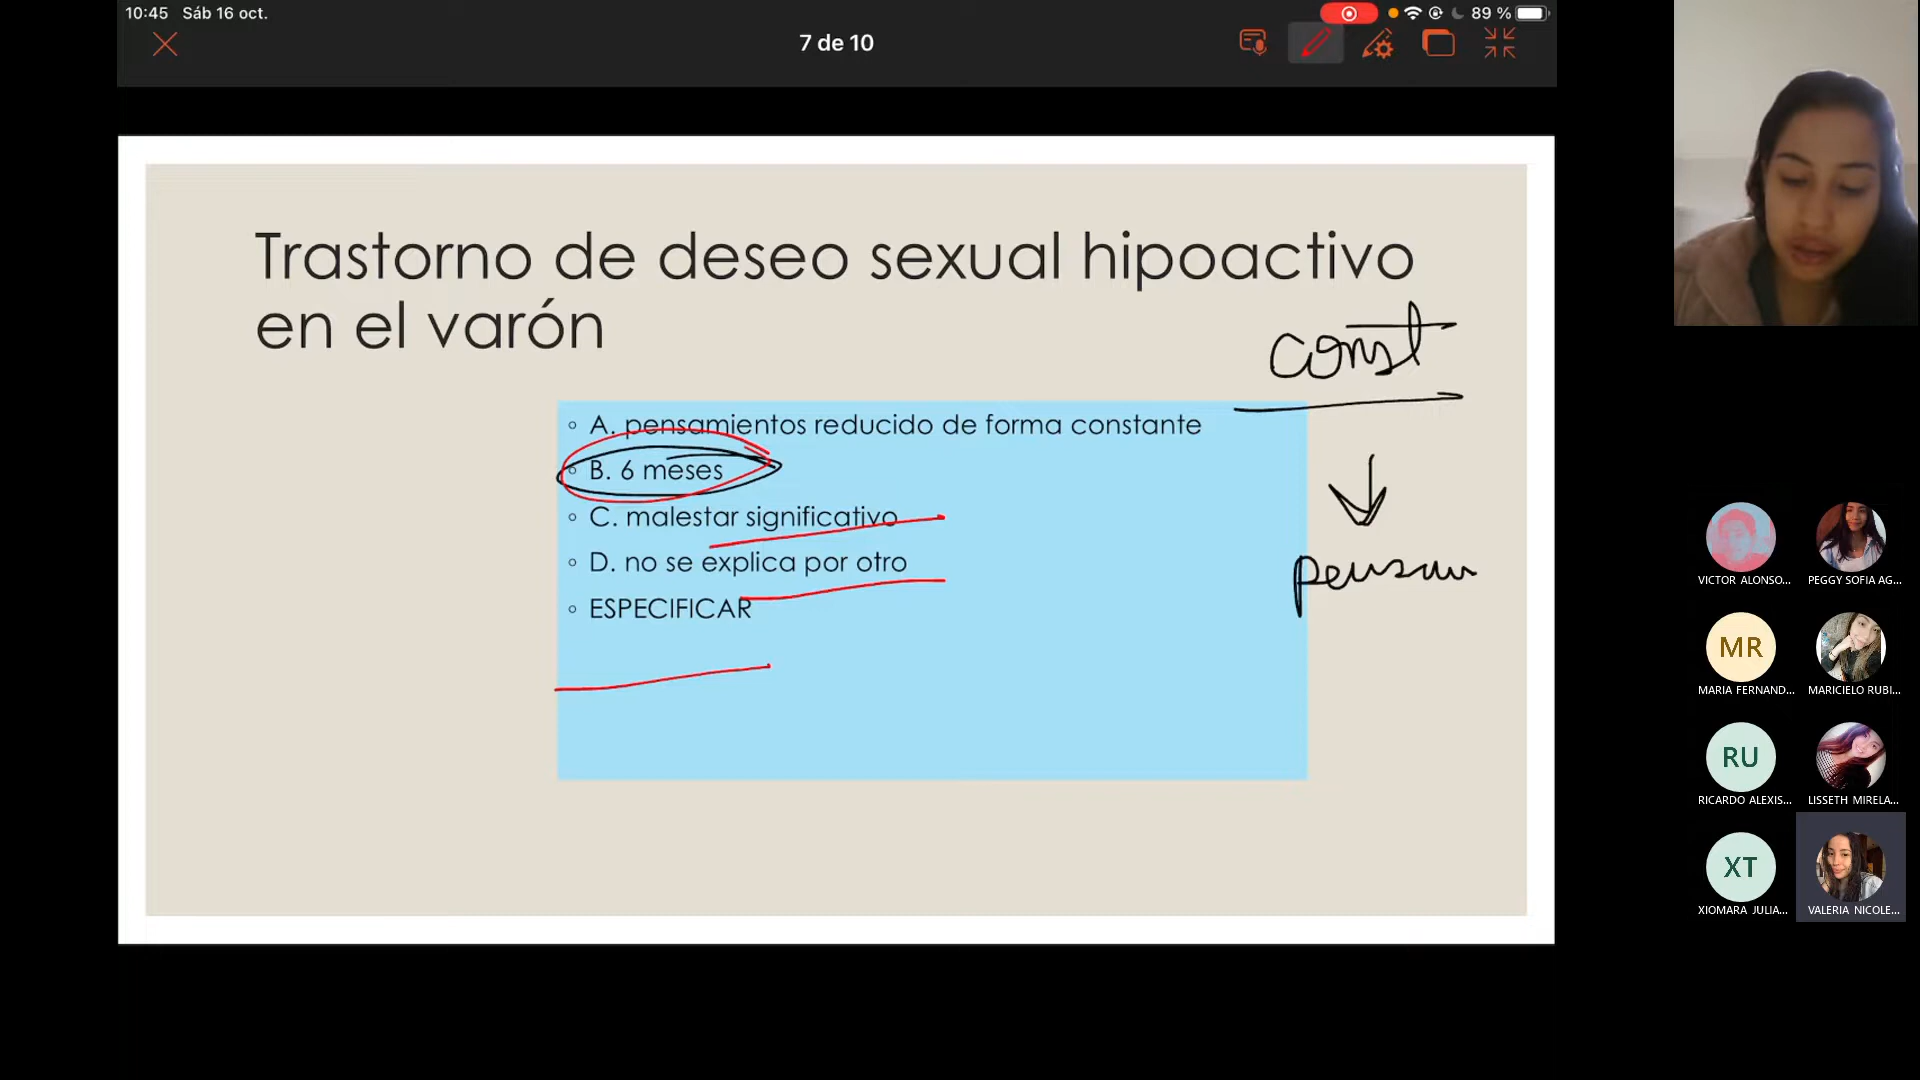 10:45 Sáb 16 oct.
89 %
7 de 10
Trastorno de deseo sexual hipoactivo
en el varón
const
◦ A. pensamientos reducido de forma constante
◦ B. 6 meses
◦ C. malestar significativo
◦ D. no se explica por otro
◦ ESPECIFICAR
VICTOR ALONSO...
PEGGY SOFIA AG...
MR
MARIA FERNAND...
MARICIELO RUBI...
RU
RICARDO ALEXIS...
LISSETH MIRELA...
XT
XIOMARA JULIA...
VALERIA NICOLE...